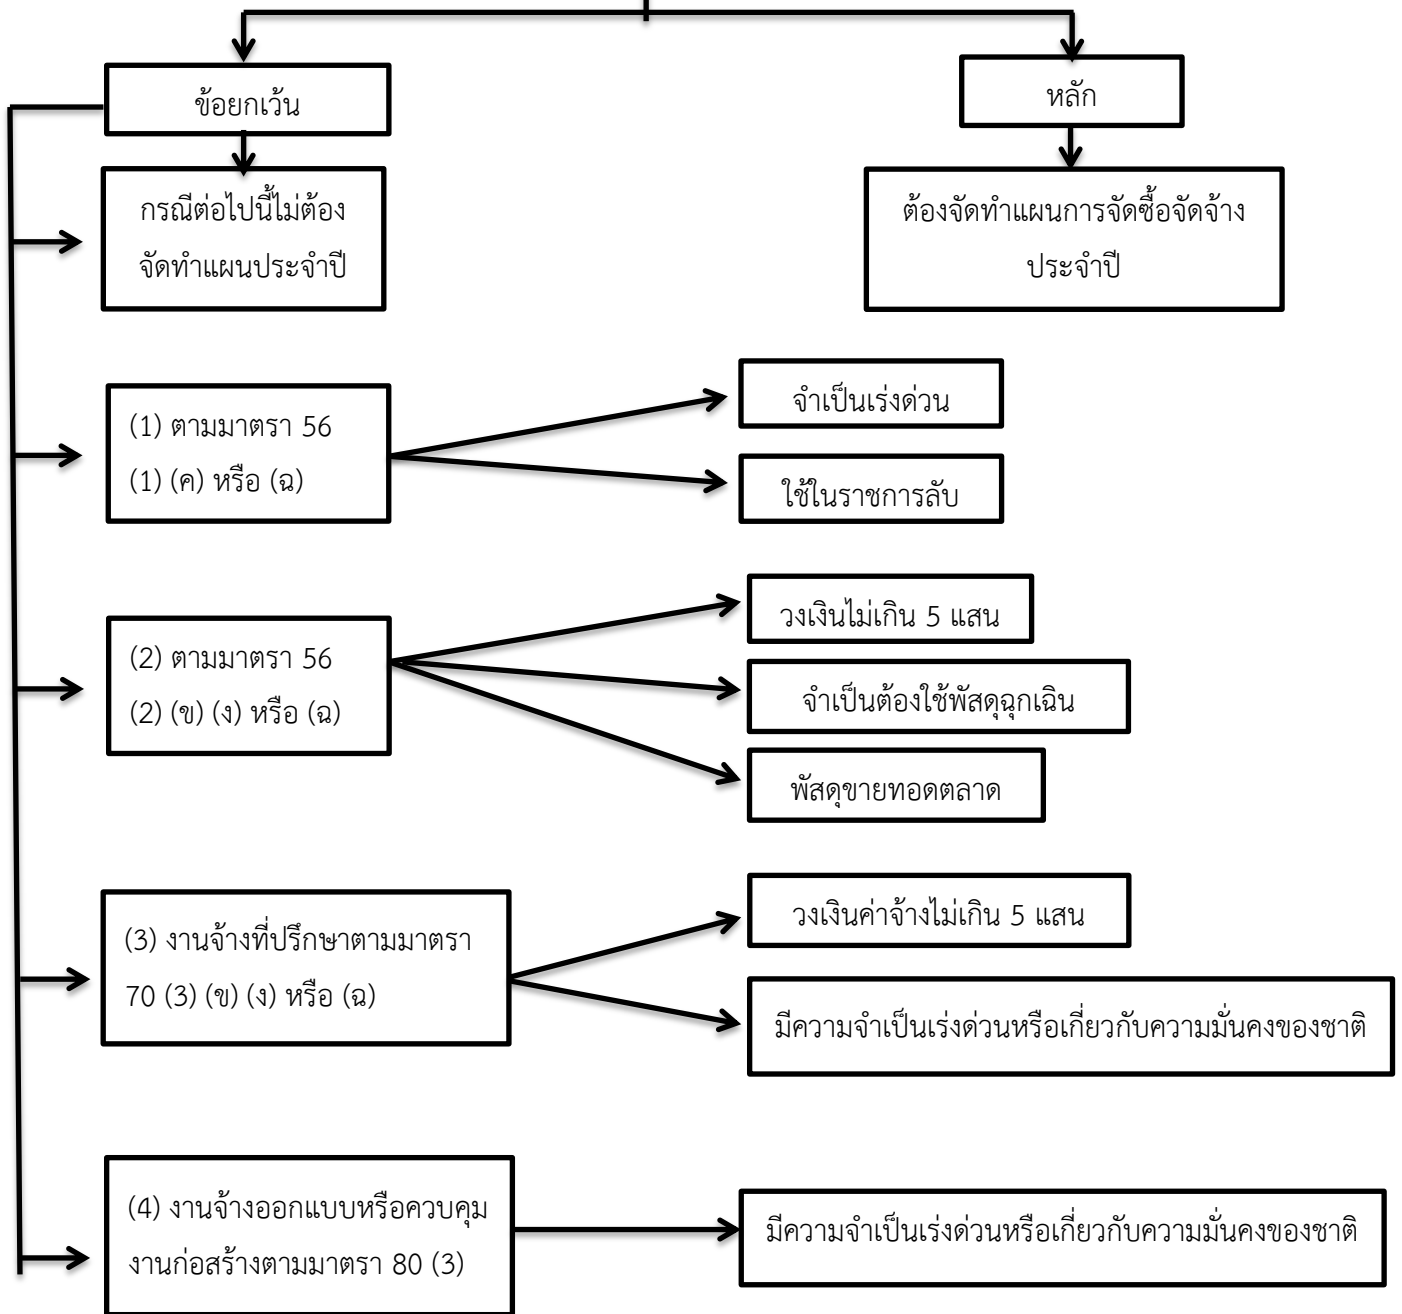 ข้อยกเว้น
หลัก
กรณีต่อไปนี้ไม่ต้อง
จัดทำแผนประจำปี
ต้องจัดทำแผนการจัดซื้อจัดจ้าง
ประจำปี
(1) ตามมาตรา 56
(1) (ค) หรือ (ฉ)
จำเป็นเร่งด่วน
ใช้ในราชการลับ
(2) ตามมาตรา 56
(2) (ข) (ง) หรือ (ฉ)
วงเงินไม่เกิน 5 แสน
จำเป็นต้องใช้พัสดุฉุกเฉิน
พัสดุขายทอดตลาด
(3) งานจ้างที่ปรึกษาตามมาตรา
70 (3) (ข) (ง) หรือ (ฉ)
วงเงินค่าจ้างไม่เกิน 5 แสน
มีความจำเป็นเร่งด่วนหรือเกี่ยวกับความมั่นคงของชาติ
(4) งานจ้างออกแบบหรือควบคุม
งานก่อสร้างตามมาตรา 80 (3)
มีความจำเป็นเร่งด่วนหรือเกี่ยวกับความมั่นคงของชาติ